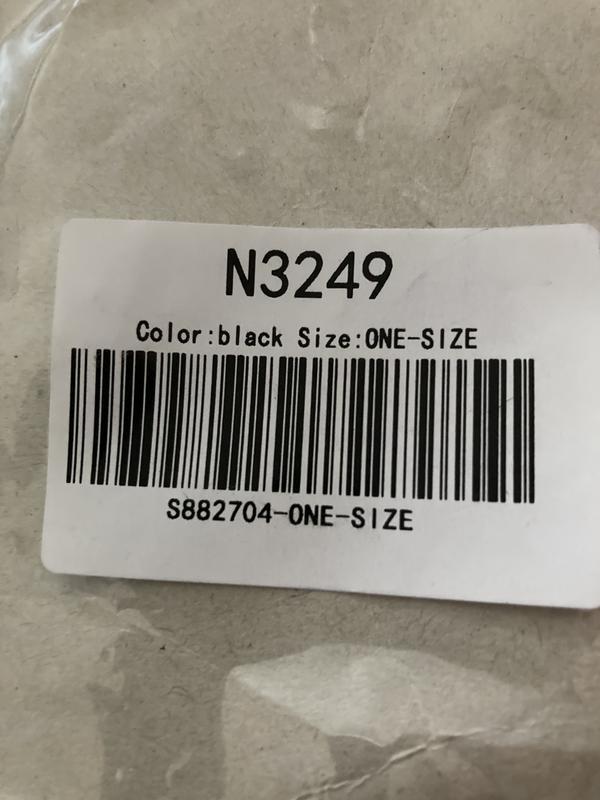 N3249
Color:black Size:ONE-SIZE
S882704-ONE-SIZE